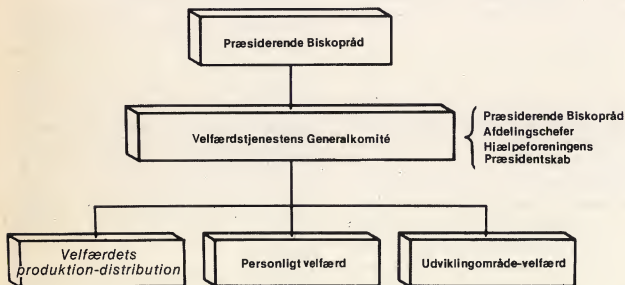 Præsiderende Biskopråd
Velfærdstjenestens Generalkomité
Præsiderende Biskopråd
Afdelingschefer
Hjælpeforeningens
Præsidentskab
Velfærdets
produktion-distribution
Personligt velfærd
Udviklingområde-velfærd